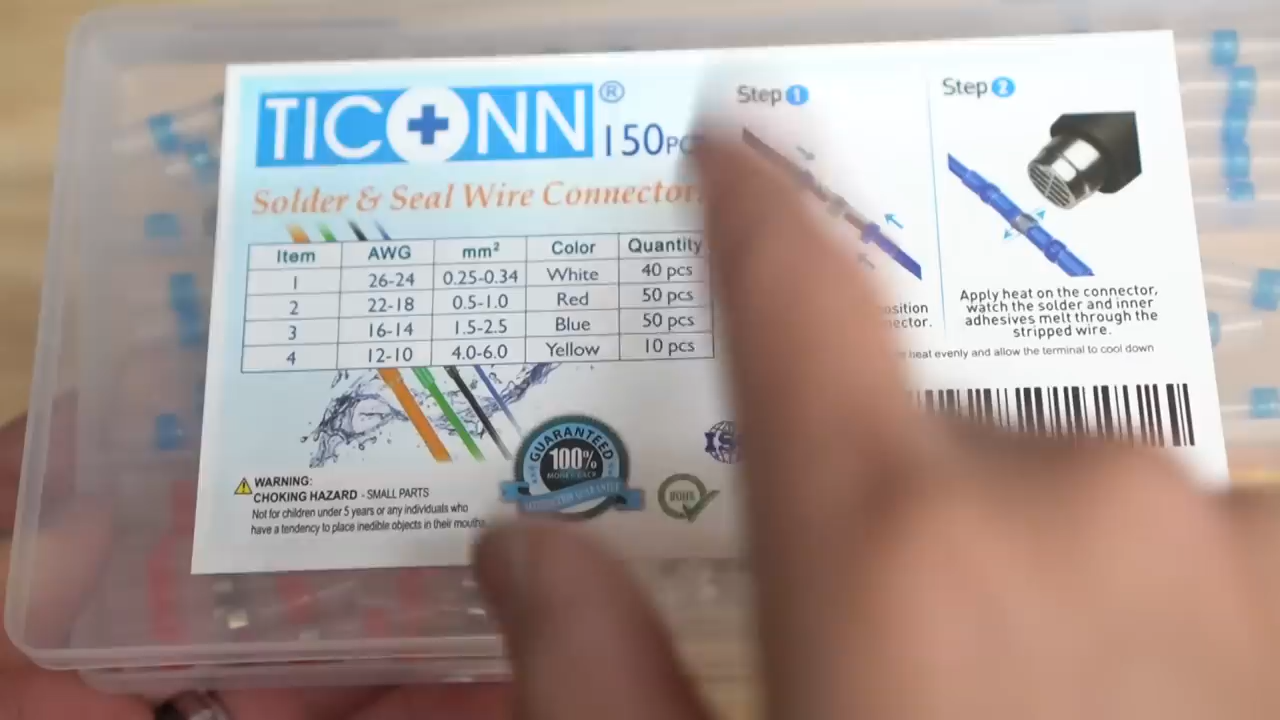 TICONN®
150PC
Solder & Seal Wire Connector
Item AWG mm² Color Quantity
1 26-24 0.25-0.34 White 40 pcs
2 22-18 0.5-1.0 Red 50 pcs
3 16-14 1.5-2.5 Blue 50 pcs
4 12-10 4.0-6.0 Yellow 10 pcs
GUARANTEED
100%
MONEY BACK
RoHS
ISO
WARNING:
CHOKING HAZARD - SMALL PARTS
Not for children under 5 years or any individuals who
have a tendency to place inedible objects in their mouths
Step 1
Step 2
Apply heat on the connector,
watch the solder and inner
adhesives melt through the
stripped wire.
heat evenly and allow the terminal to cool down